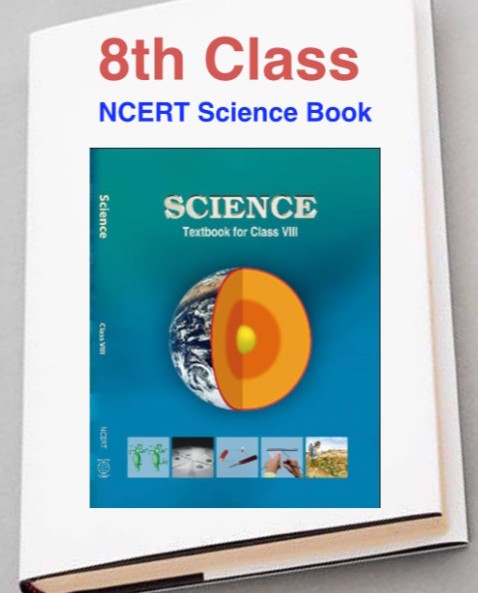 8th Class
NCERT Science Book
SCIENCE
Textbook for Class VIII
Science
Class VIII
NCERT